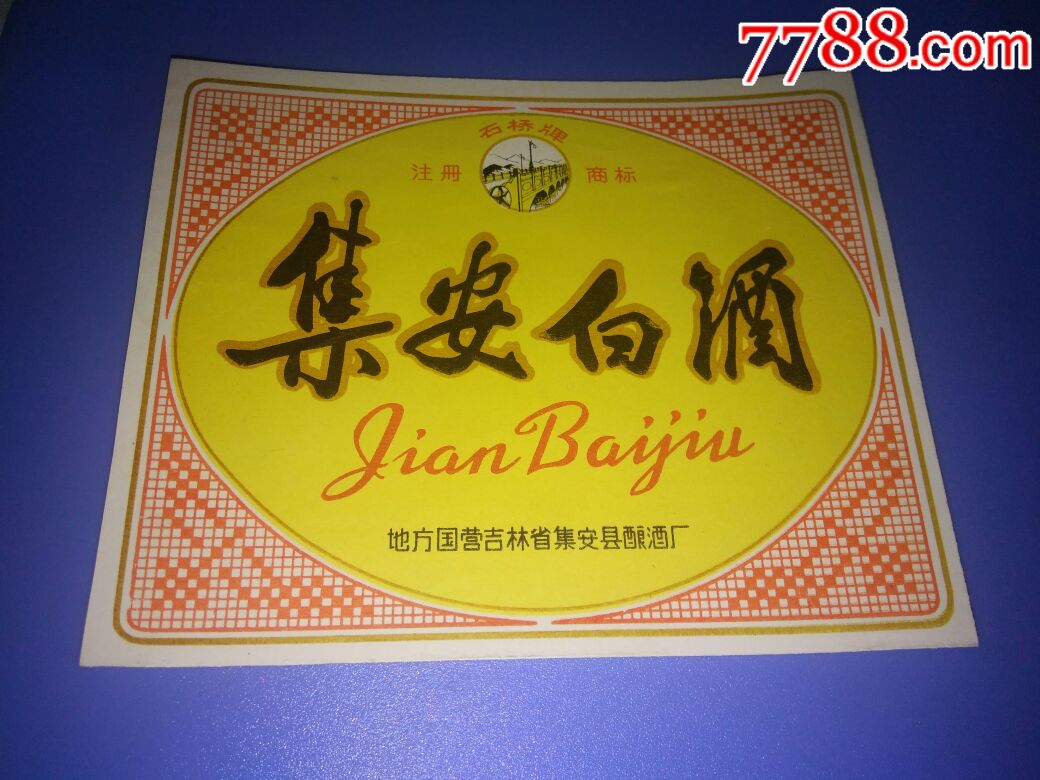 7788.com
石桥牌
注册 商标
集安白酒
Jian Baijiu
地方国营吉林省集安县酿酒厂